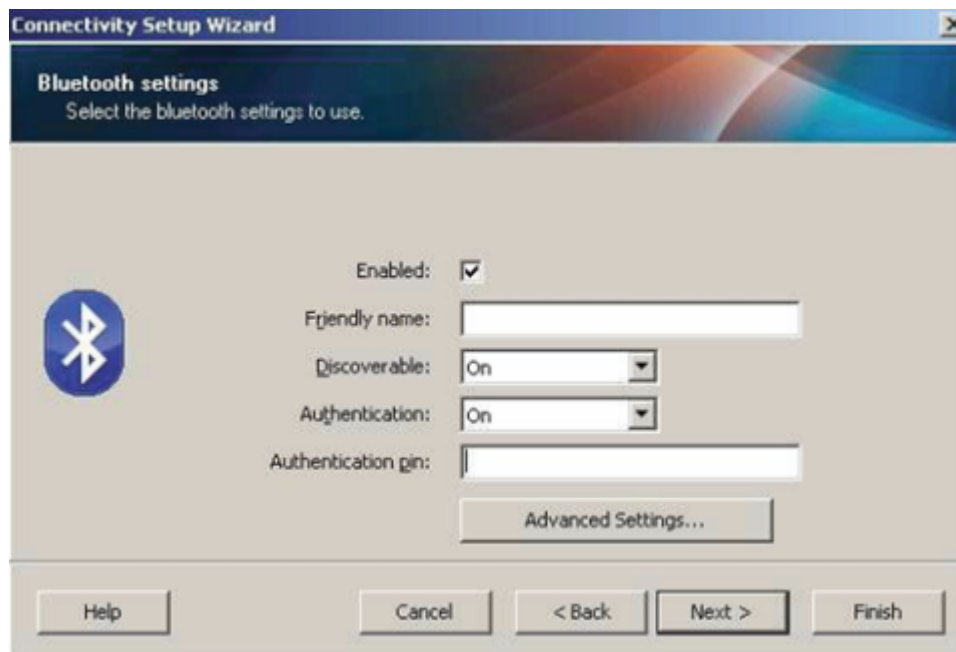 Connectivity Setup Wizard
Bluetooth settings
Select the bluetooth settings to use.
Enabled:
Friendly name:
Discoverable: On
Authentication: On
Authentication pin:
Advanced Settings...
Help Cancel < Back Next > Finish